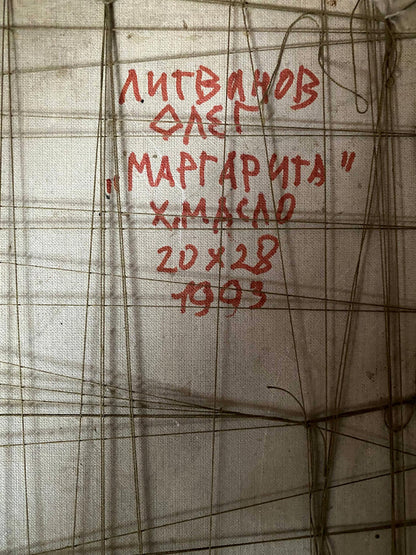 ЛИТВИНОВ
ОЛЕГ
"МАРГАРИТА"
Х.МАСЛО
20х28
1993